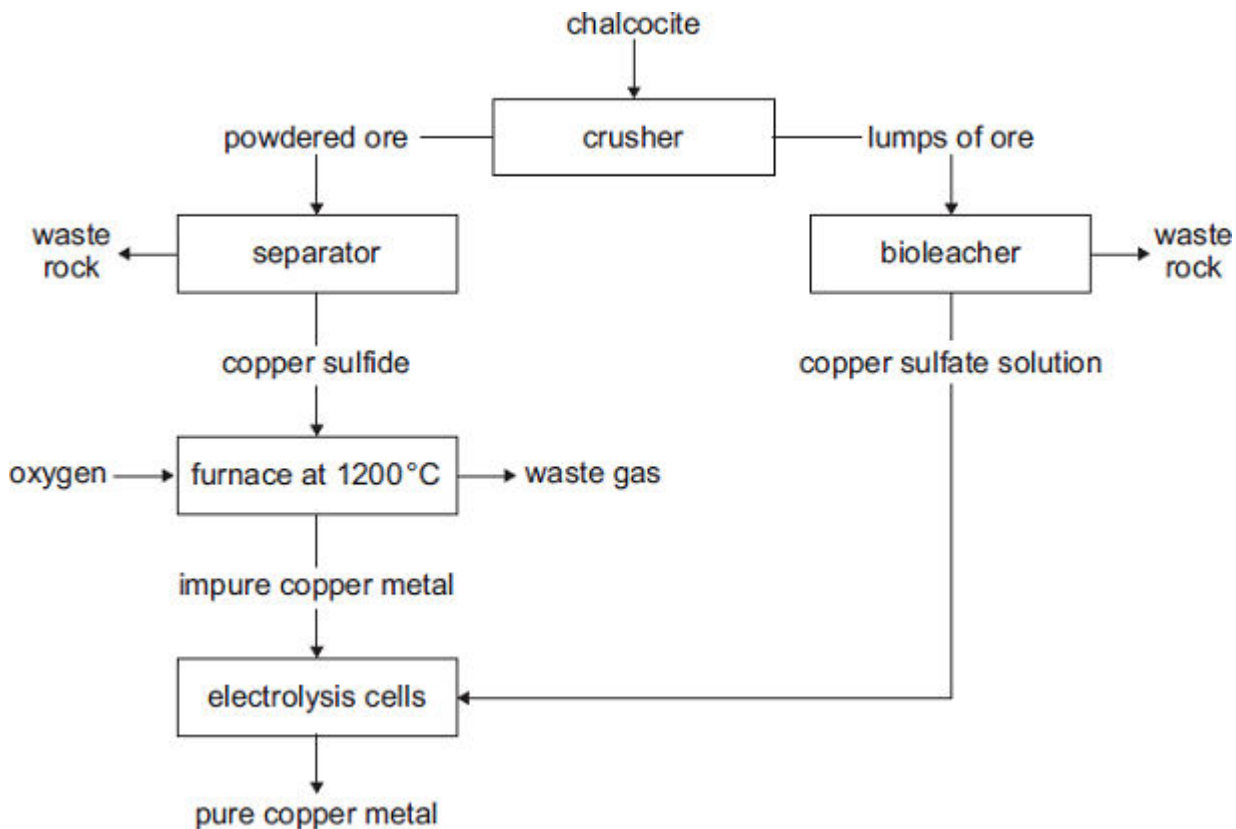 chalcocite
powdered ore
crusher
lumps of ore
waste
rock
separator
bioleacher
waste
rock
copper sulfide
copper sulfate solution
oxygen
furnace at 1200°C
waste gas
impure copper metal
electrolysis cells
pure copper metal